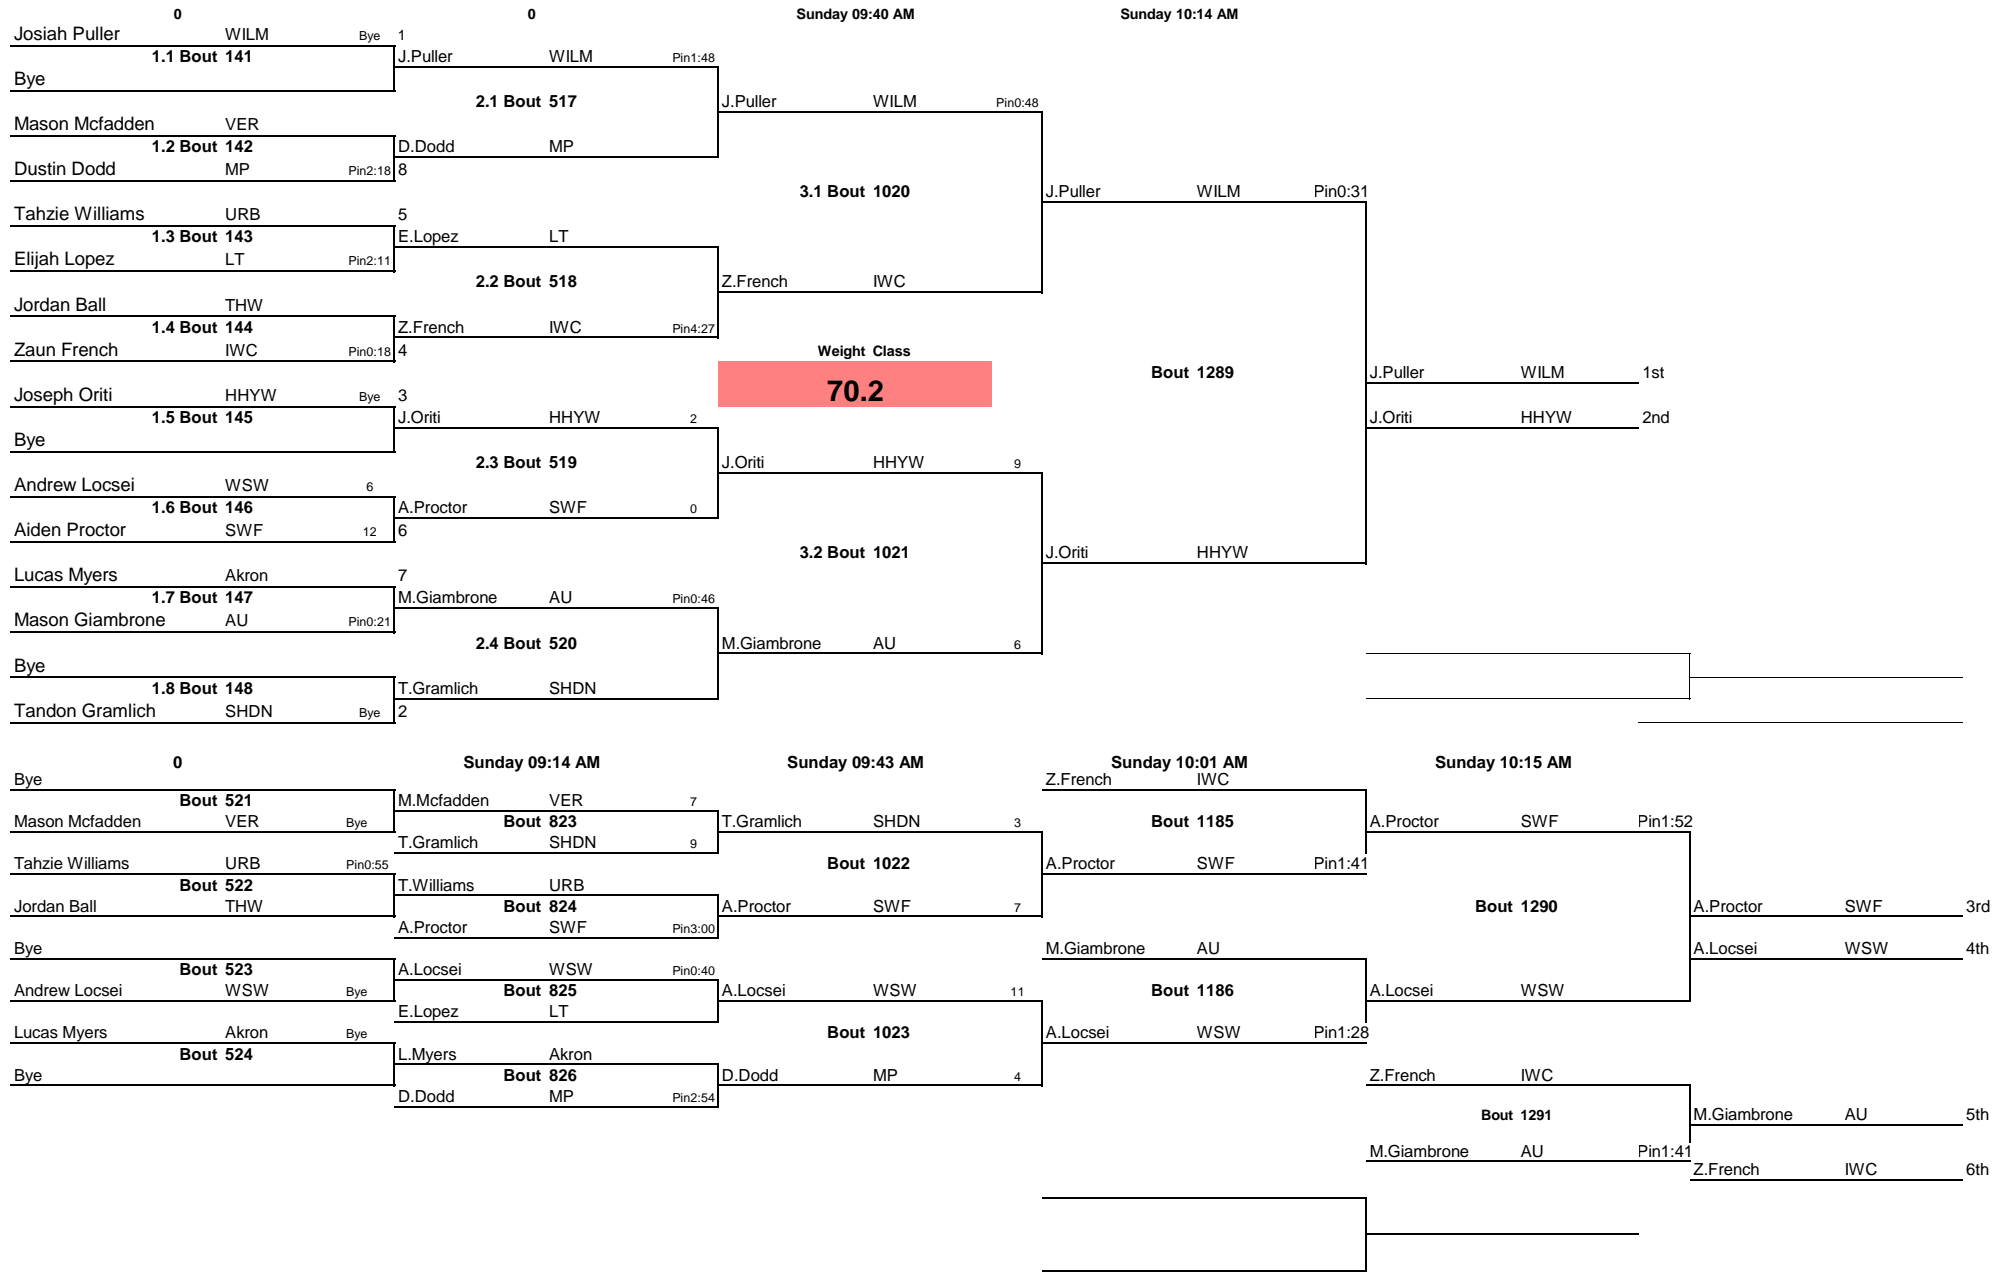 0 0 Sunday 09:40 AM Sunday 10:14 AM
Josiah Puller WILM Bye 1
1.1 Bout 141 J.Puller WILM Pin1:48
Bye
2.1 Bout 517 J.Puller WILM Pin0:48
Mason Mcfadden VER
1.2 Bout 142 D.Dodd MP
Dustin Dodd MP Pin2:18 8
3.1 Bout 1020 J.Puller WILM Pin0:31
Tahzie Williams URB 5
1.3 Bout 143 E.Lopez LT
Elijah Lopez LT Pin2:11
2.2 Bout 518 Z.French IWC
Jordan Ball THW
1.4 Bout 144 Z.French IWC Pin4:27
Zaun French IWC Pin0:18 4 Weight Class
Bout 1289 J.Puller WILM 1st
Joseph Oriti HHYW Bye 3 70.2
1.5 Bout 145 J.Oriti HHYW 2 J.Oriti HHYW 2nd
Bye
2.3 Bout 519 J.Oriti HHYW 9
Andrew Locsei WSW 6
1.6 Bout 146 A.Proctor SWF 0
Aiden Proctor SWF 12 6
3.2 Bout 1021 J.Oriti HHYW
Lucas Myers Akron 7
1.7 Bout 147 M.Giambrone AU Pin0:46
Mason Giambrone AU Pin0:21
2.4 Bout 520 M.Giambrone AU 6
Bye
1.8 Bout 148 T.Gramlich SHDN
Tandon Gramlich SHDN Bye 2
0 Sunday 09:14 AM Sunday 09:43 AM Sunday 10:01 AM Sunday 10:15 AM
Bye Z.French IWC
Bout 521 M.Mcfadden VER 7
Mason Mcfadden VER Bye Bout 823 T.Gramlich SHDN 3 Bout 1185 A.Proctor SWF Pin1:52
T.Gramlich SHDN 9
Tahzie Williams URB Pin0:55 Bout 1022 A.Proctor SWF Pin1:41
Bout 522 T.Williams URB
Jordan Ball THW Bout 824 A.Proctor SWF 7 Bout 1290 A.Proctor SWF 3rd
A.Proctor SWF Pin3:00
Bye M.Giambrone AU A.Locsei WSW 4th
Bout 523 A.Locsei WSW Pin0:40
Andrew Locsei WSW Bye Bout 825 A.Locsei WSW 11 Bout 1186 A.Locsei WSW
E.Lopez LT
Lucas Myers Akron Bye Bout 1023 A.Locsei WSW Pin1:28
Bout 524 L.Myers Akron
Bye Bout 826 D.Dodd MP 4 Z.French IWC
D.Dodd MP Pin2:54
Bout 1291 M.Giambrone AU 5th
M.Giambrone AU Pin1:41
Z.French IWC 6th